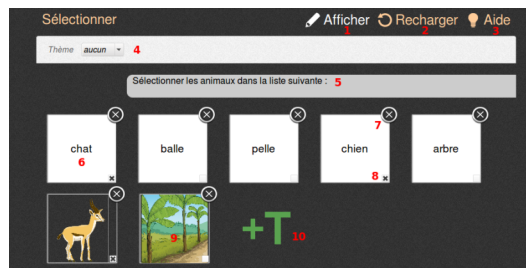 Sélectionner Afficher Recharger Aide
1 2 3
Thème aucun 4
Sélectionner les animaux dans la liste suivante : 5
7
chat balle pelle chien arbre
6
8
9 +T 10